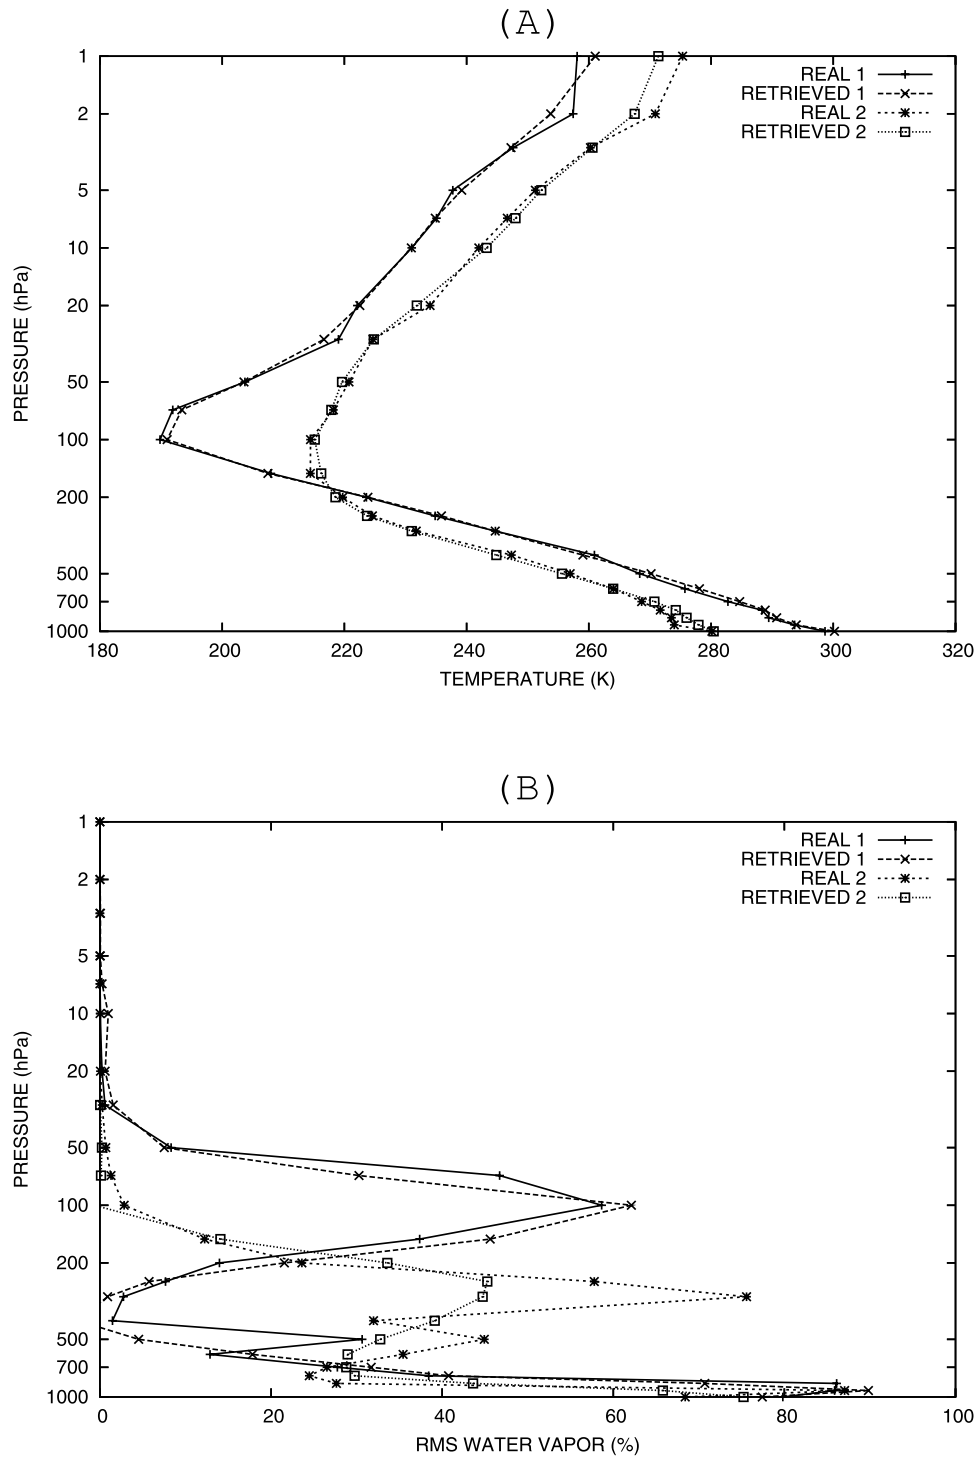 (A)
1
2
5
10
20
50
100
200
500
700
1000
PRESSURE (hPa)
REAL 1
RETRIEVED 1
REAL 2
RETRIEVED 2
180 200 220 240 260 280 300 320
TEMPERATURE (K)
(B)
1
2
5
10
20
50
100
200
500
700
1000
PRESSURE (hPa)
REAL 1
RETRIEVED 1
REAL 2
RETRIEVED 2
0 20 40 60 80 100
RMS WATER VAPOR (%)